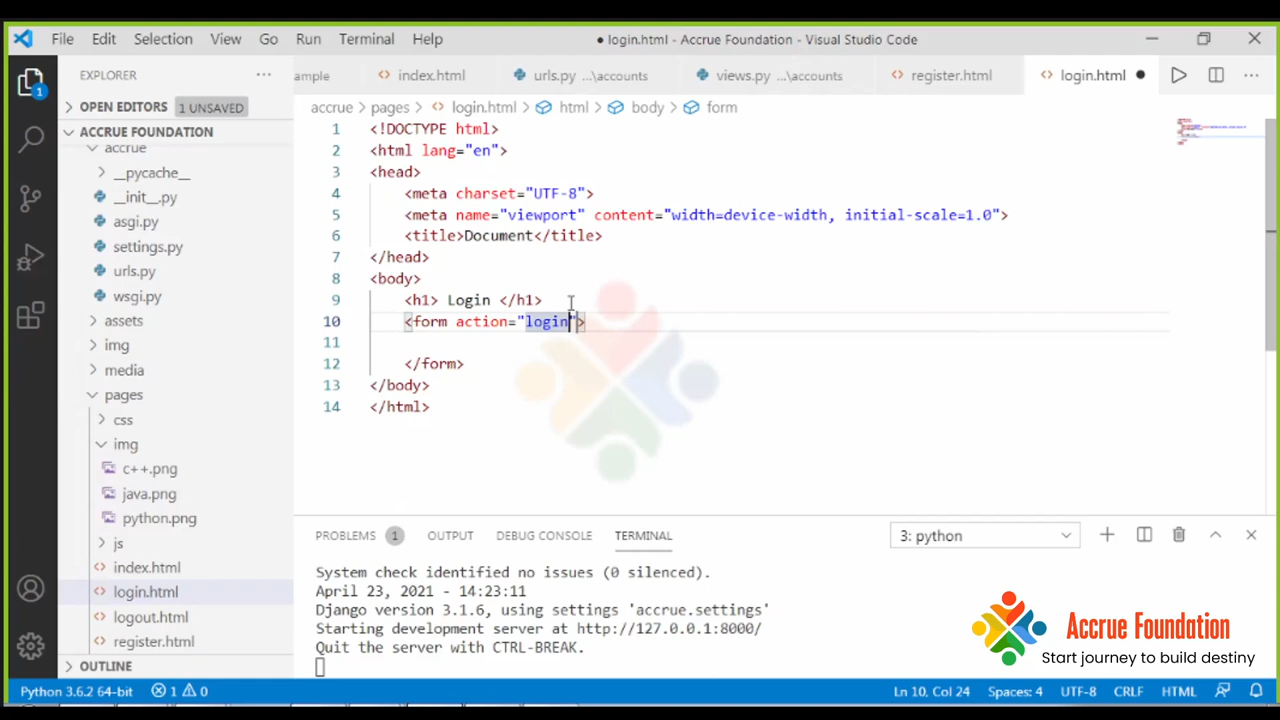 File Edit Selection View Go Run Terminal Help ● login.html - Accrue Foundation - Visual Studio Code
EXPLORER ...
ample index.html urls.py ...\accounts views.py ...\accounts register.html login.html ● ...
OPEN EDITORS 1 UNSAVED
accrue > pages > login.html > html > body > form
ACCRUE FOUNDATION
accrue
__pycache__
__init__.py
asgi.py
settings.py
urls.py
wsgi.py
assets
img
media
pages
css
img
c++.png
java.png
python.png
js
index.html
login.html
logout.html
register.html
OUTLINE
1 <!DOCTYPE html>
2 <html lang="en">
3 <head>
4 <meta charset="UTF-8">
5 <meta name="viewport" content="width=device-width, initial-scale=1.0">
6 <title>Document</title>
7 </head>
8 <body>
9 <h1> Login </h1>
10 <form action="login">
11
12 </form>
13 </body>
14 </html>
PROBLEMS 1 OUTPUT DEBUG CONSOLE TERMINAL 3: python
System check identified no issues (0 silenced).
April 23, 2021 - 14:23:11
Django version 3.1.6, using settings 'accrue.settings'
Starting development server at http://127.0.0.1:8000/
Quit the server with CTRL-BREAK.
Accrue Foundation
Start journey to build destiny
1
Python 3.6.2 64-bit 1 0 Ln 10, Col 24 Spaces: 4 UTF-8 CRLF HTML